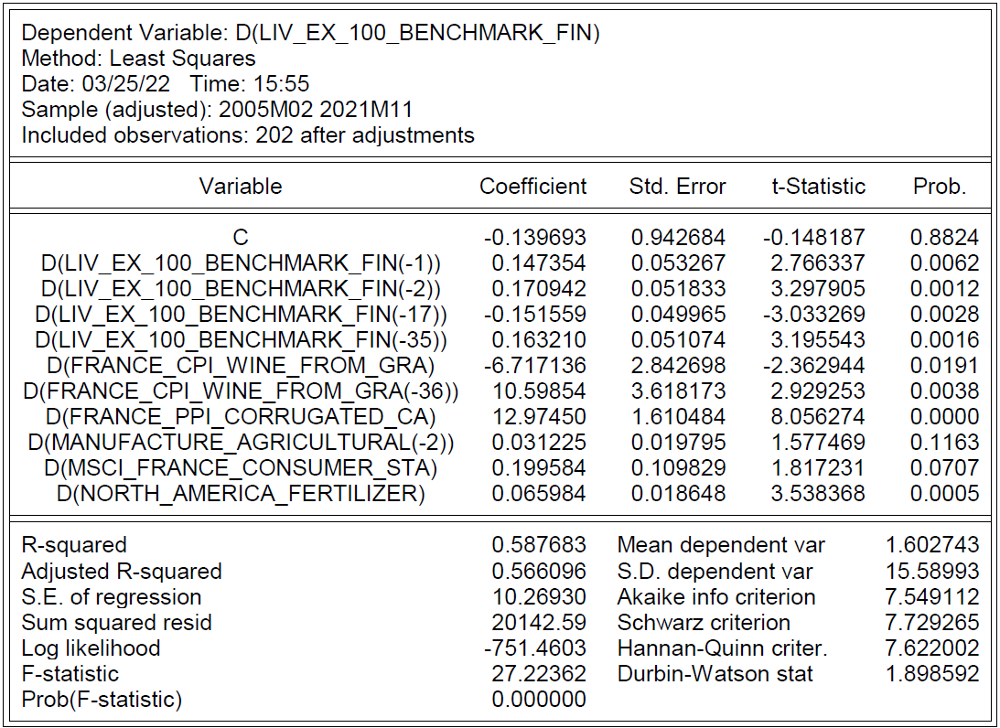 Dependent Variable: D(LIV_EX_100_BENCHMARK_FIN)
Method: Least Squares
Date: 03/25/22 Time: 15:55
Sample (adjusted): 2005M02 2021M11
Included observations: 202 after adjustments
Variable Coefficient Std. Error t-Statistic Prob.
C -0.139693 0.942684 -0.148187 0.8824
D(LIV_EX_100_BENCHMARK_FIN(-1)) 0.147354 0.053267 2.766337 0.0062
D(LIV_EX_100_BENCHMARK_FIN(-2)) 0.170942 0.051833 3.297905 0.0012
D(LIV_EX_100_BENCHMARK_FIN(-17)) -0.151559 0.049965 -3.033269 0.0028
D(LIV_EX_100_BENCHMARK_FIN(-35)) 0.163210 0.051074 3.195543 0.0016
D(FRANCE_CPI_WINE_FROM_GRA) -6.717136 2.842698 -2.362944 0.0191
D(FRANCE_CPI_WINE_FROM_GRA(-36)) 10.59854 3.618173 2.929253 0.0038
D(FRANCE_PPI_CORRUGATED_CA) 12.97450 1.610484 8.056274 0.0000
D(MANUFACTURE_AGRICULTURAL(-2)) 0.031225 0.019795 1.577469 0.1163
D(MSCI_FRANCE_CONSUMER_STA) 0.199584 0.109829 1.817231 0.0707
D(NORTH_AMERICA_FERTILIZER) 0.065984 0.018648 3.538368 0.0005
R-squared 0.587683 Mean dependent var 1.602743
Adjusted R-squared 0.566096 S.D. dependent var 15.58993
S.E. of regression 10.26930 Akaike info criterion 7.549112
Sum squared resid 20142.59 Schwarz criterion 7.729265
Log likelihood -751.4603 Hannan-Quinn criter. 7.622002
F-statistic 27.22362 Durbin-Watson stat 1.898592
Prob(F-statistic) 0.000000